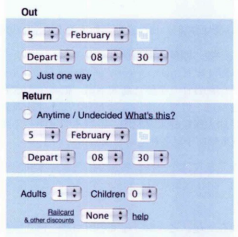 Out
5 February
Depart 08 30
Just one way
Return
Anytime / Undecided What's this?
5 February
Depart 08 30
Adults 1 Children 0
Railcard
& other discounts None help